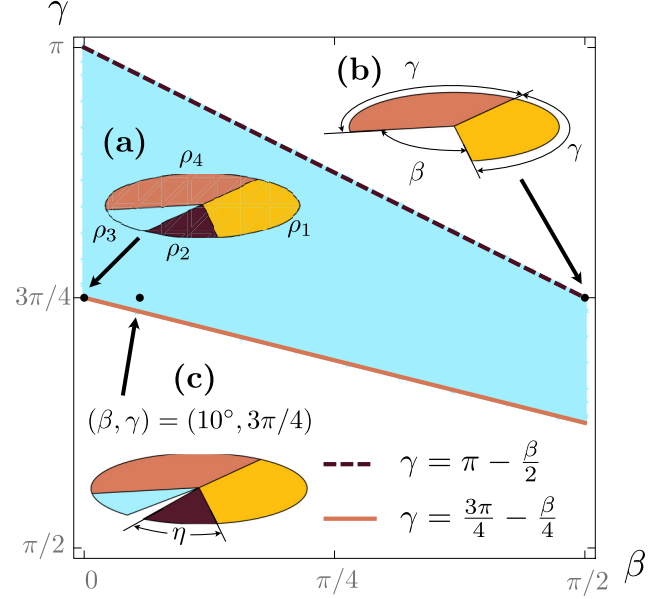 γ
π
(b)
γ
(a)
ρ₄
β
γ
ρ₃
ρ₂
ρ₁
3π/4
(c)
(β, γ) = (10°, 3π/4)
γ = π − β/2
η
γ = 3π/4 − β/4
π/2
β
0
π/4
π/2